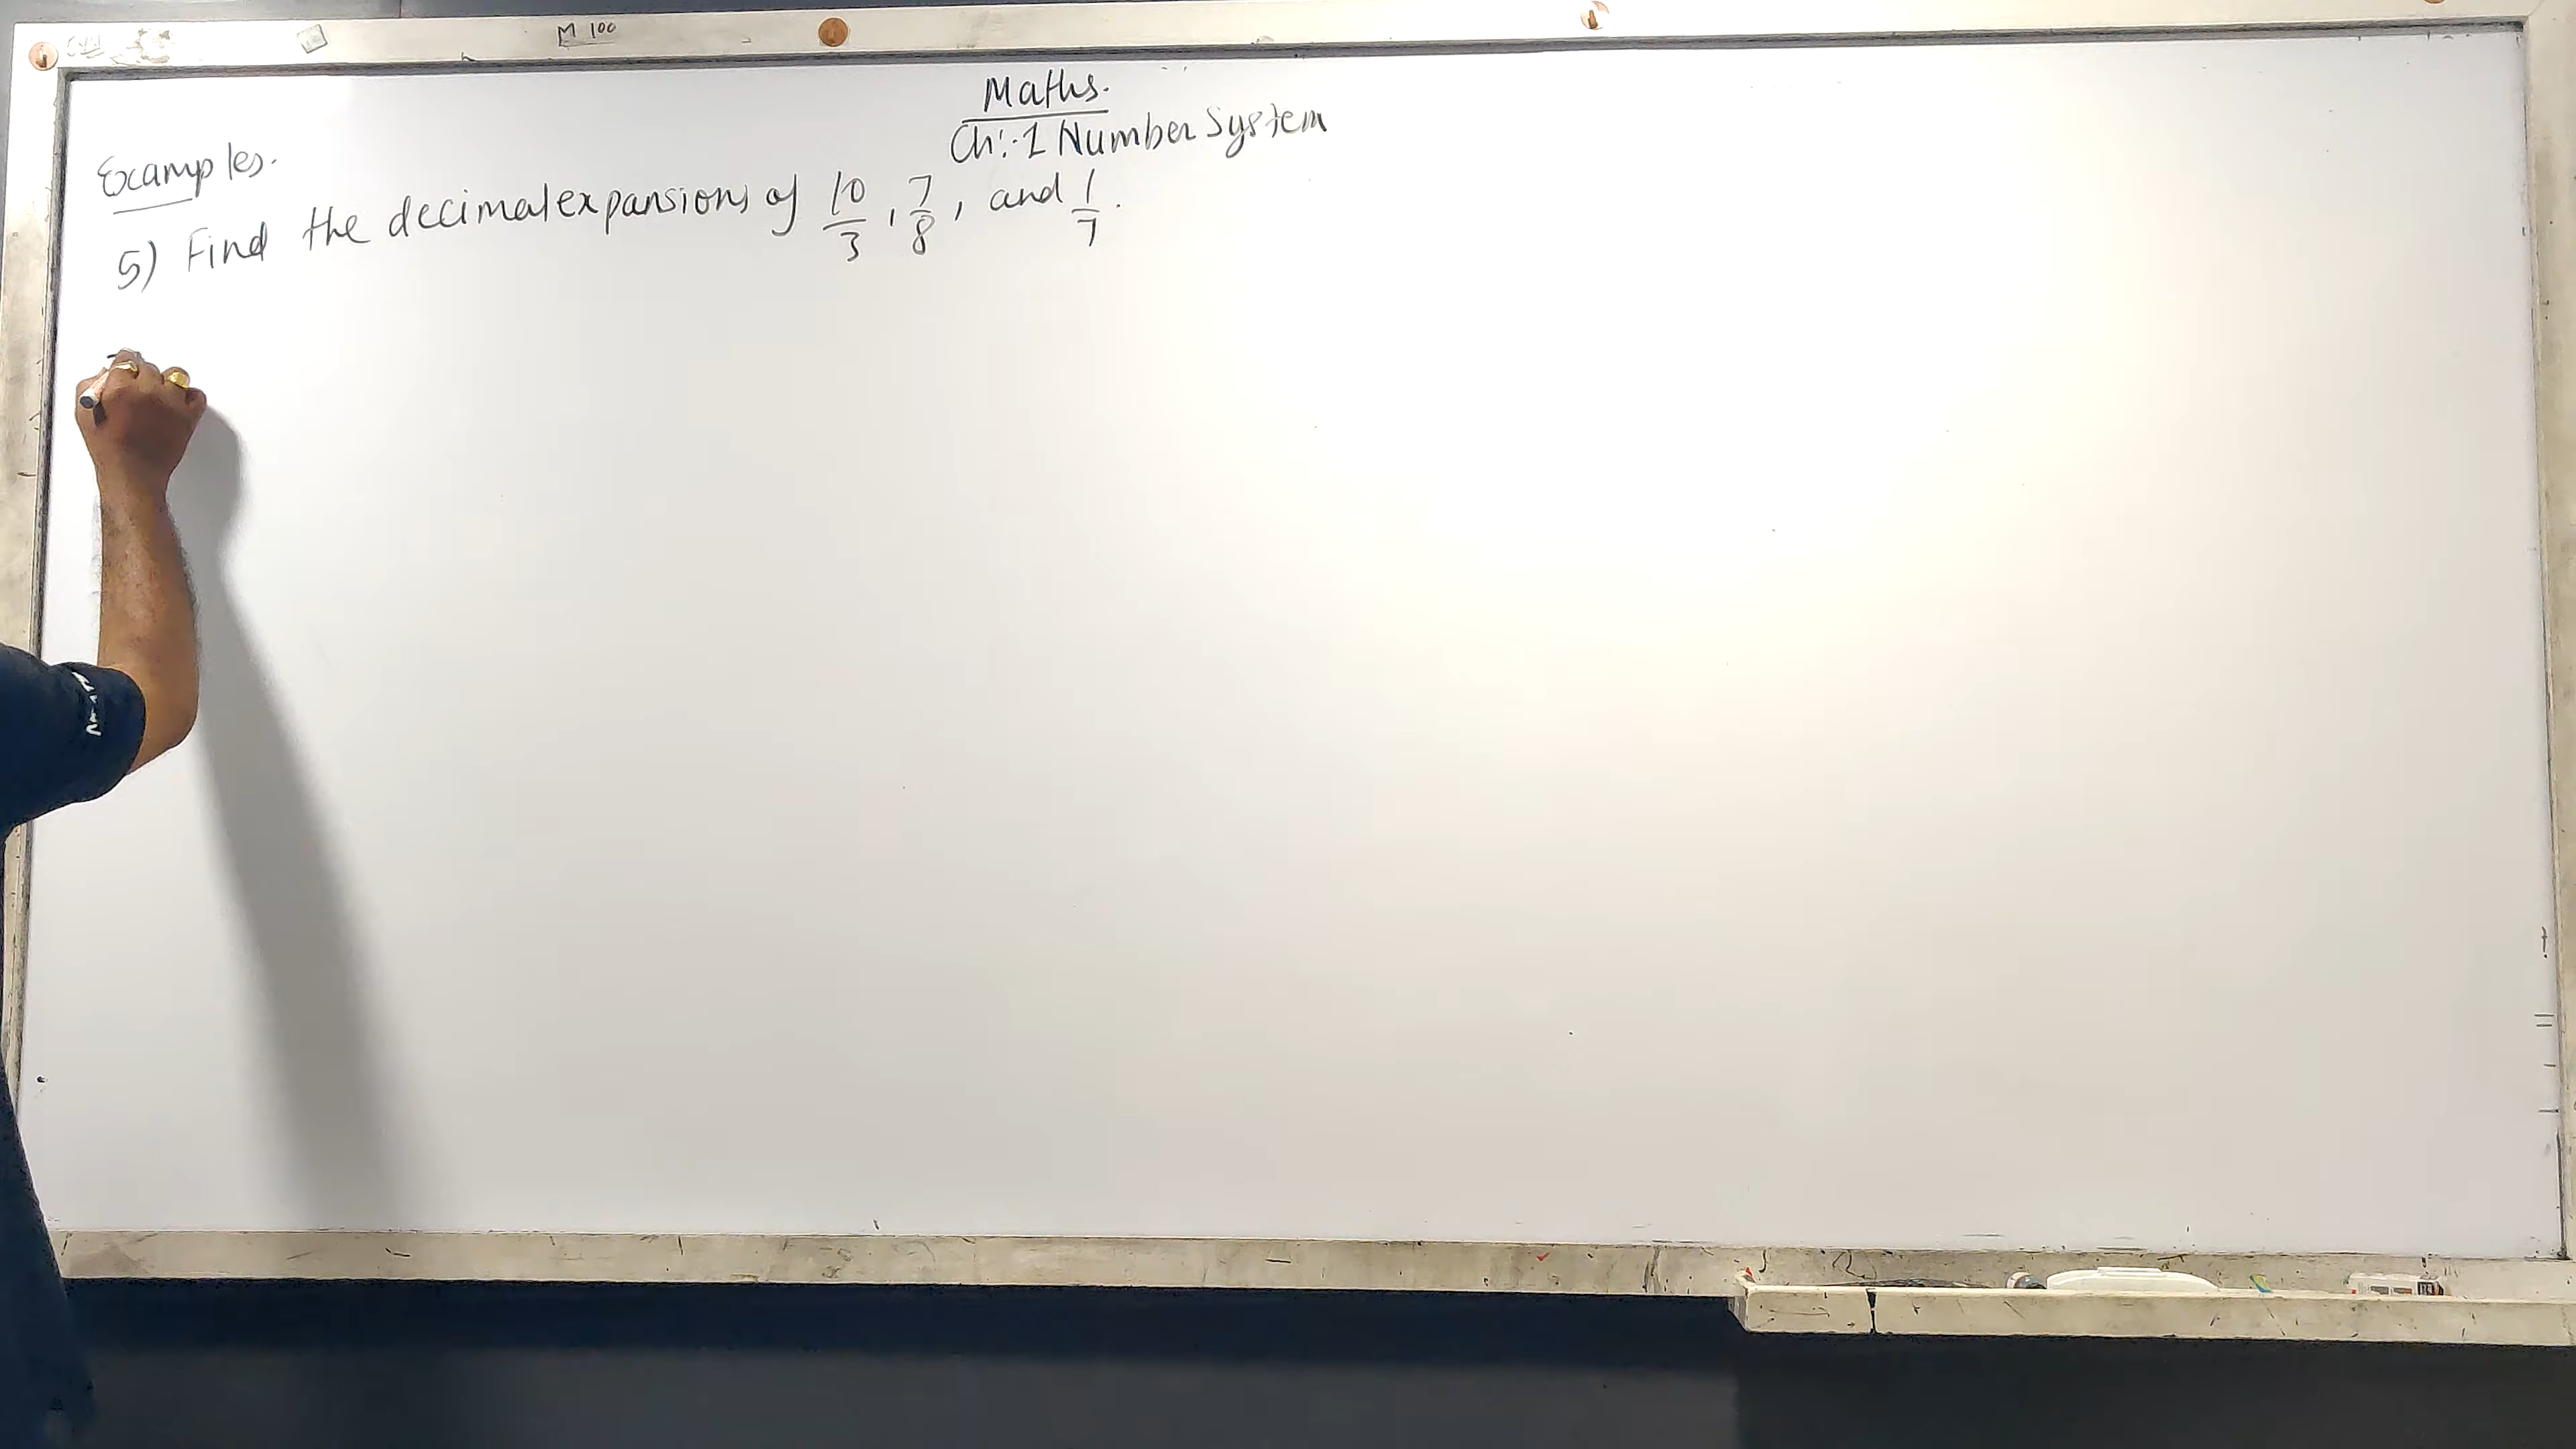 M 100
Maths.
Ch:-1 Number System
Examples.
5) Find the decimal expansions of 10/3, 7/8, and 1/7.